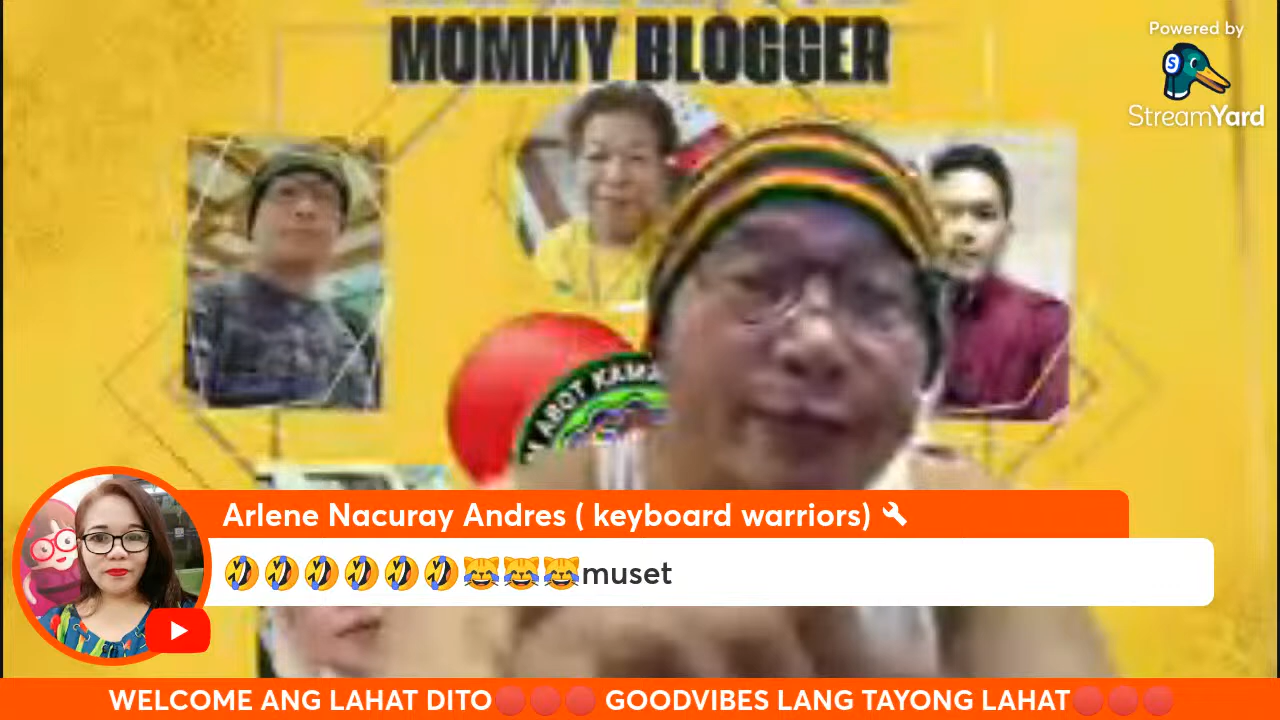 MOMMY BLOGGER
Powered by
StreamYard
ABOT KAMA
Arlene Nacuray Andres ( keyboard warriors)
🤣🤣🤣🤣🤣🤣😹😹😹muset
WELCOME ANG LAHAT DITO🔴🔴🔴 GOODVIBES LANG TAYONG LAHAT🔴🔴🔴